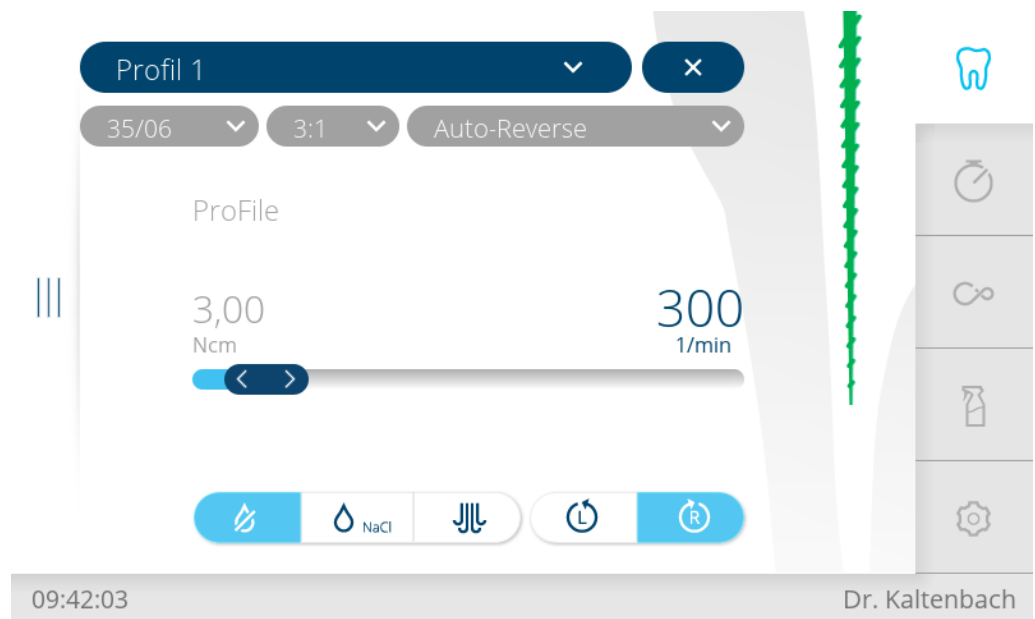 Profil 1
35/06 3:1 Auto-Reverse
ProFile
3,00 300
Ncm 1/min
NaCl L R
09:42:03 Dr. Kaltenbach